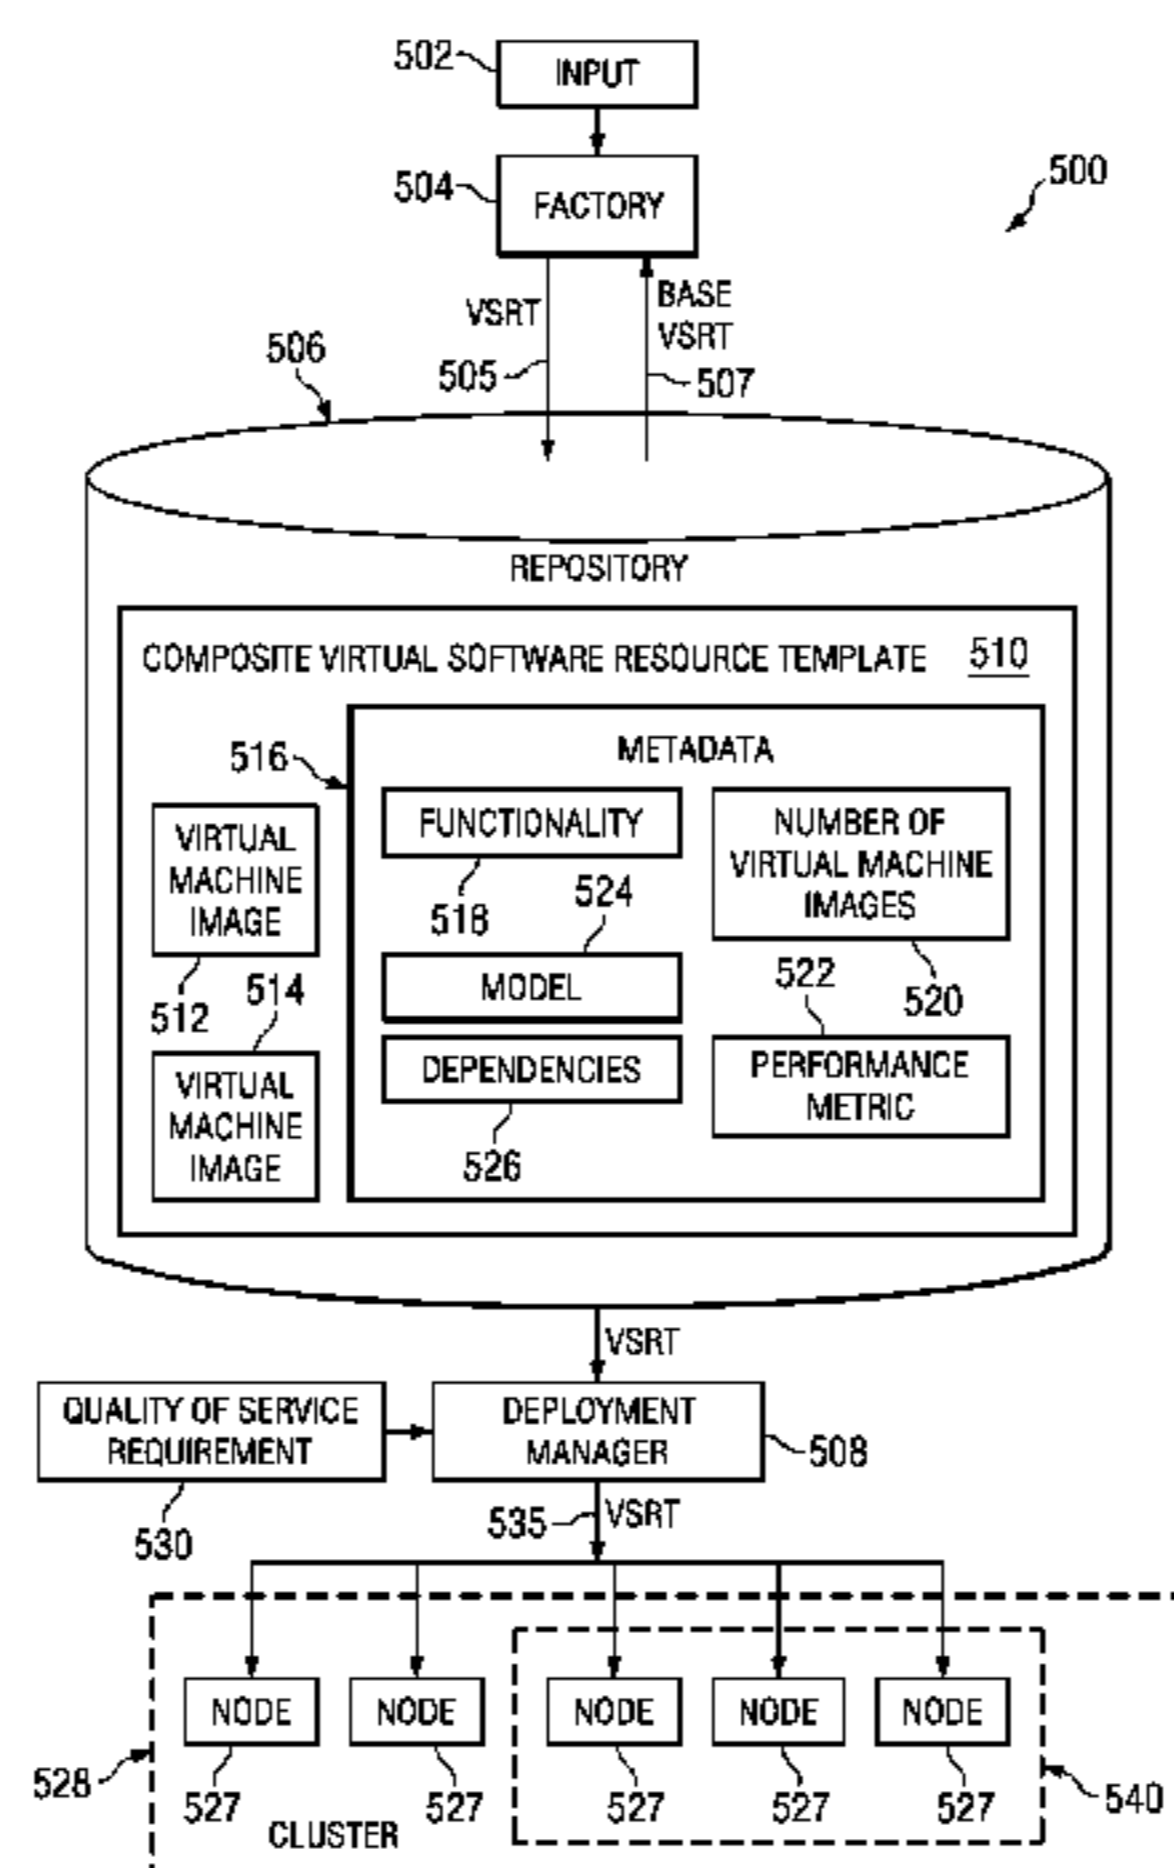 502
INPUT
504
FACTORY
500
VSRT
BASE
VSRT
505
507
506
REPOSITORY
COMPOSITE VIRTUAL SOFTWARE RESOURCE TEMPLATE 510
516
METADATA
VIRTUAL
MACHINE
IMAGE
512
514
VIRTUAL
MACHINE
IMAGE
FUNCTIONALITY
518
524
MODEL
DEPENDENCIES
526
NUMBER OF
VIRTUAL MACHINE
IMAGES
520
522
PERFORMANCE
METRIC
VSRT
QUALITY OF SERVICE
REQUIREMENT
530
DEPLOYMENT
MANAGER
508
535
VSRT
NODE
NODE
NODE
NODE
NODE
527
527
527
527
527
528
CLUSTER
540